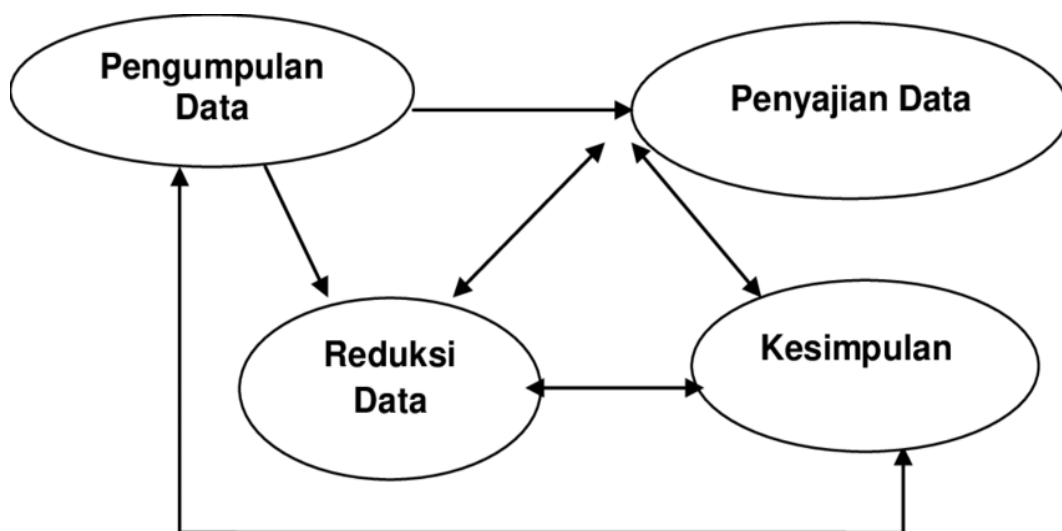 Pengumpulan
Data
Penyajian Data
Reduksi
Data
Kesimpulan